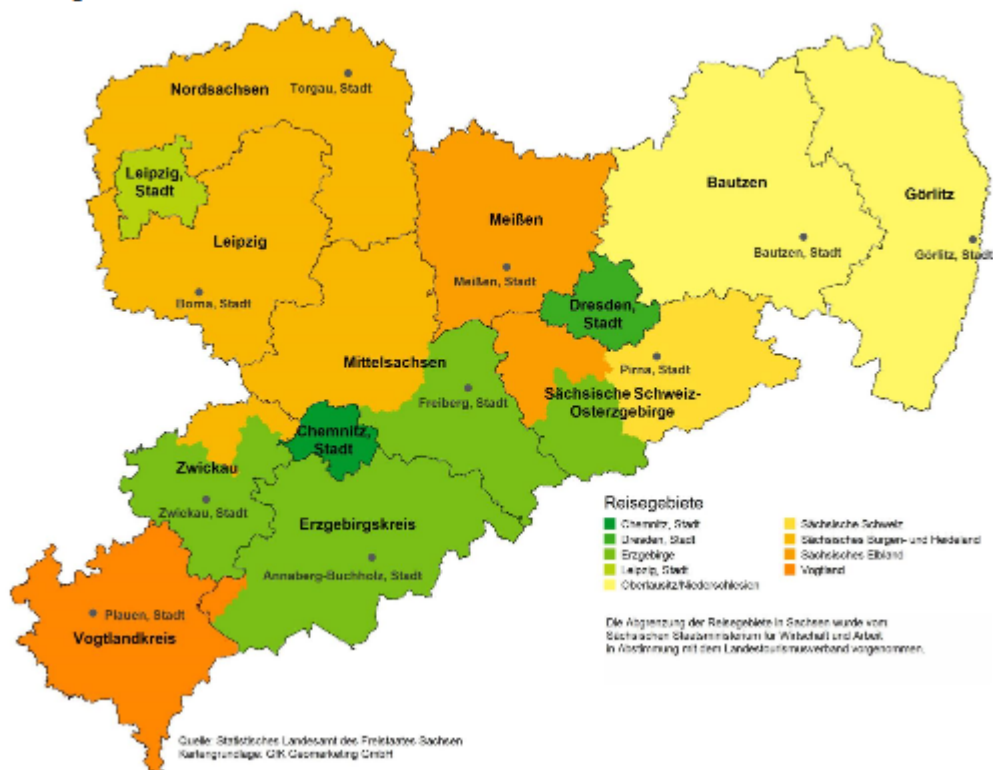 Nordsachsen
Torgau, Stadt
Leipzig,
Stadt
Leipzig
Borna, Stadt
Meißen
Meißen, Stadt
Bautzen
Bautzen, Stadt
Görlitz
Görlitz, Stadt
Dresden,
Stadt
Mittelsachsen
Freiberg, Stadt
Pirna, Stadt
Sächsische Schweiz-
Osterzgebirge
Chemnitz,
Stadt
Zwickau
Zwickau, Stadt
Erzgebirgskreis
Annaberg-Buchholz, Stadt
Plauen, Stadt
Vogtlandkreis
Reisegebiete
Chemnitz, Stadt
Dresden, Stadt
Erzgebirge
Leipzig, Stadt
Oberlausitz/Niederschlesien
Sächsische Schweiz
Sächsisches Burgen- und Heideland
Sächsisches Elbland
Vogtland
Die Abgrenzung der Reisegebiete in Sachsen wurde vom
Sächsischen Staatsministerium für Wirtschaft und Arbeit
in Abstimmung mit dem Landestourismusverband vorgenommen.
Quelle: Statistisches Landesamt des Freistaates Sachsen
Kartengrundlage: GfK Geomarketing GmbH